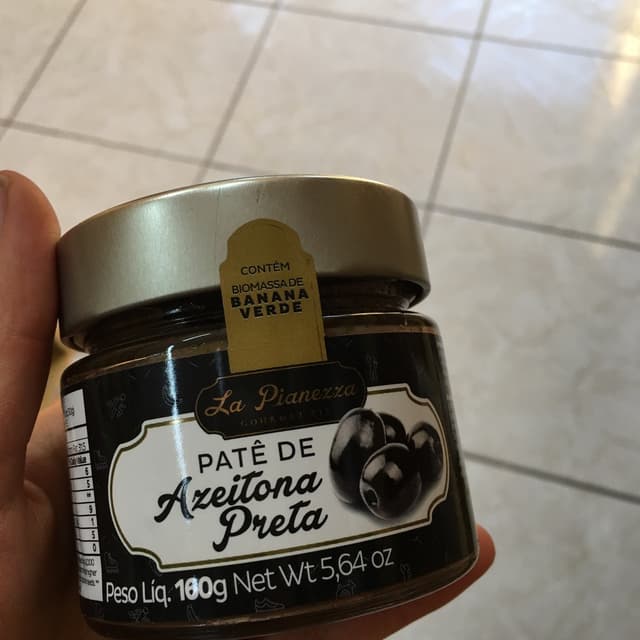 CONTÉM
BIOMASSA DE
BANANA
VERDE
La Pianezza
PATÊ DE
Azeitona
Preta
Peso Líq. 160g Net Wt 5,64 oz